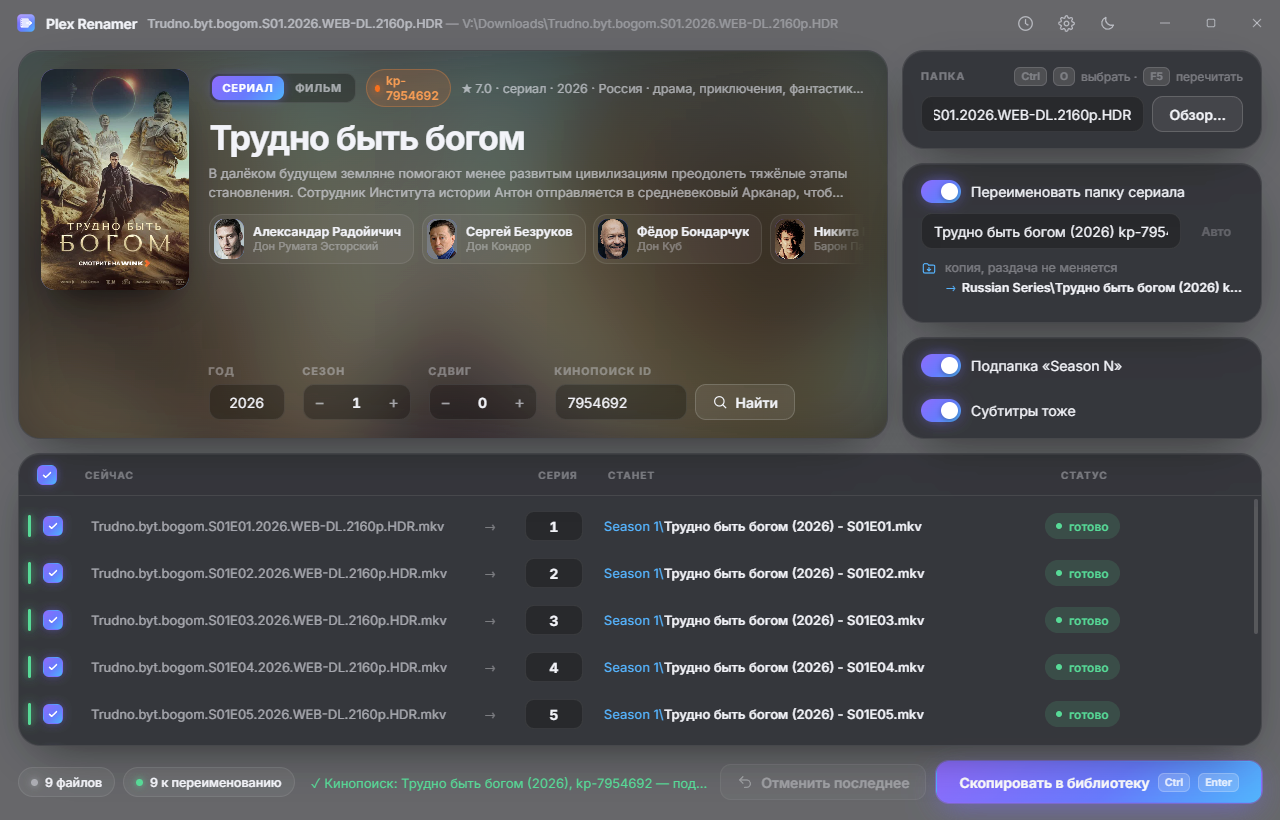 Plex Renamer Trudno.byt.bogom.S01.2026.WEB-DL.2160p.HDR — V:\Downloads\Trudno.byt.bogom.S01.2026.WEB-DL.2160p.HDR
СЕРИАЛ ФИЛЬМ kp-7954692 ★ 7.0 · сериал · 2026 · Россия · драма, приключения, фантастик...
Трудно быть богом
В далёком будущем земляне помогают менее развитым цивилизациям преодолеть тяжёлые этапы
становления. Сотрудник Института истории Антон отправляется в средневековый Арканар, чтоб...
Александр Радойичич
Дон Румата Эсторский
Сергей Безруков
Дон Кондор
Фёдор Бондарчук
Дон Куб
Никита
Барон
ТРУДНО БЫТЬ
БОГОМ
СМОТРИТЕ НА WINK
ГОД СЕЗОН СДВИГ КИНОПОИСК ID
2026 − 1 + − 0 + 7954692 Найти
ПАПКА Ctrl O выбрать · F5 перечитать
S01.2026.WEB-DL.2160p.HDR Обзор...
Переименовать папку сериала
Трудно быть богом (2026) kp-795 Авто
копия, раздача не меняется
→ Russian Series\Трудно быть богом (2026) k...
Подпапка «Season N»
Субтитры тоже
СЕЙЧАС СЕРИЯ СТАНЕТ СТАТУС
Trudno.byt.bogom.S01E01.2026.WEB-DL.2160p.HDR.mkv → 1 Season 1\Трудно быть богом (2026) - S01E01.mkv готово
Trudno.byt.bogom.S01E02.2026.WEB-DL.2160p.HDR.mkv → 2 Season 1\Трудно быть богом (2026) - S01E02.mkv готово
Trudno.byt.bogom.S01E03.2026.WEB-DL.2160p.HDR.mkv → 3 Season 1\Трудно быть богом (2026) - S01E03.mkv готово
Trudno.byt.bogom.S01E04.2026.WEB-DL.2160p.HDR.mkv → 4 Season 1\Трудно быть богом (2026) - S01E04.mkv готово
Trudno.byt.bogom.S01E05.2026.WEB-DL.2160p.HDR.mkv → 5 Season 1\Трудно быть богом (2026) - S01E05.mkv готово
9 файлов 9 к переименованию ✓ Кинопоиск: Трудно быть богом (2026), kp-7954692 — под... Отменить последнее Скопировать в библиотеку Ctrl Enter